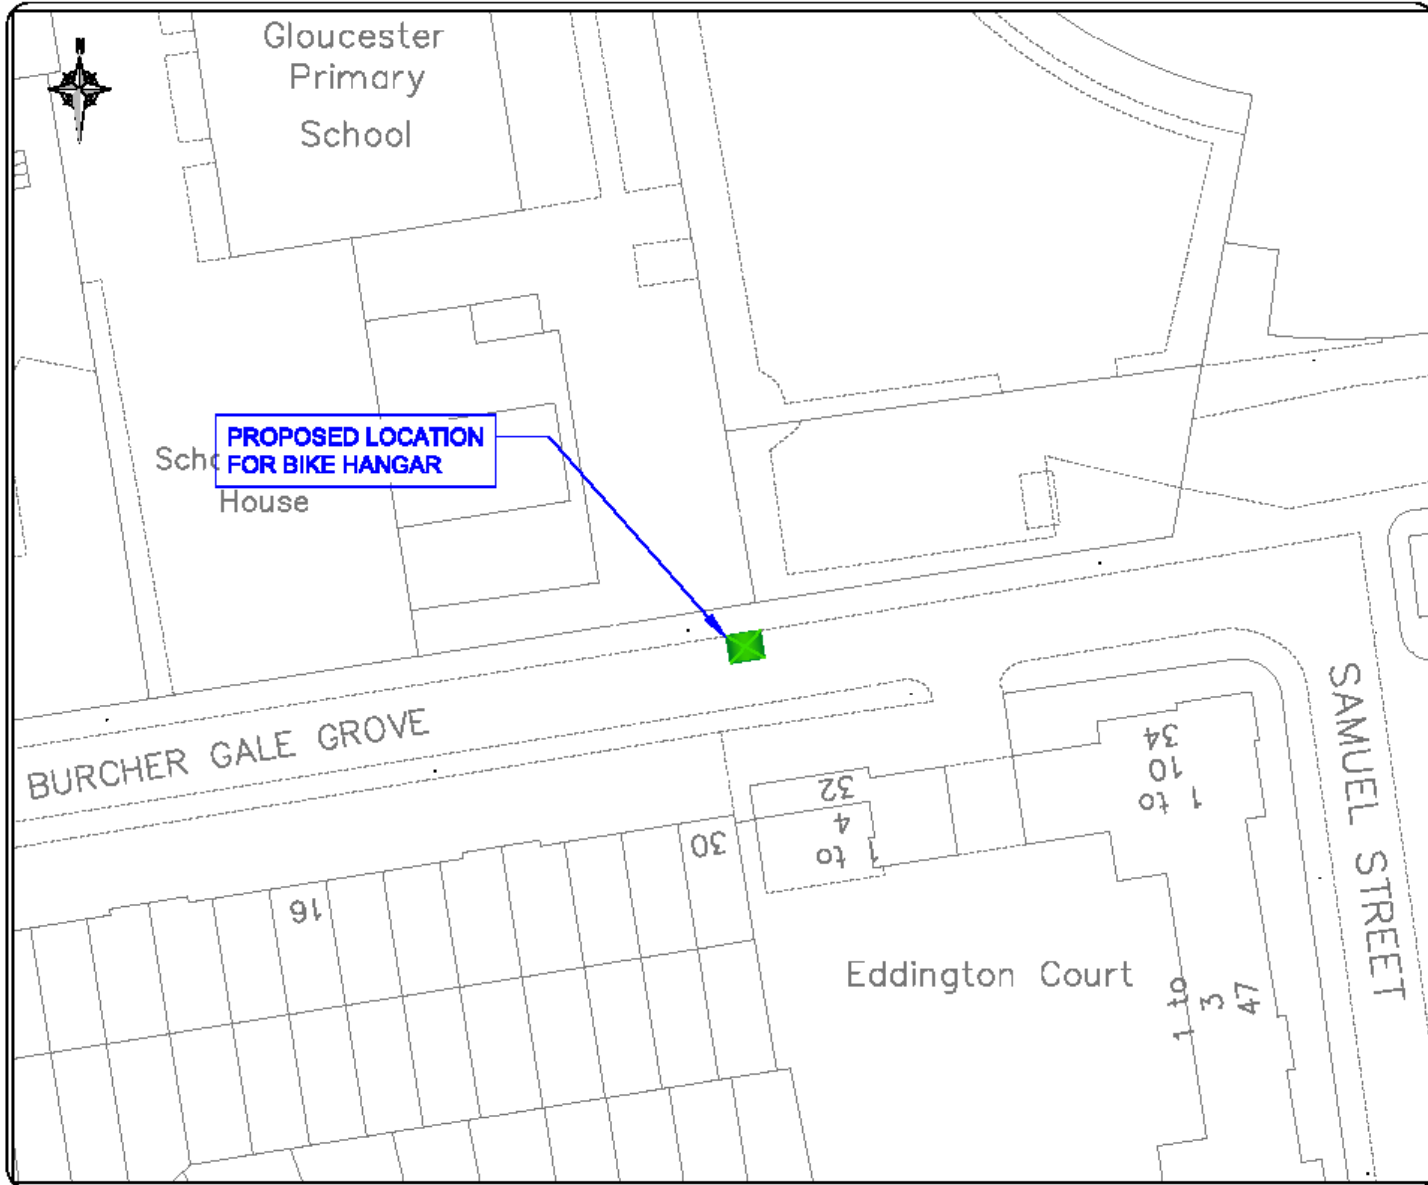 N
Gloucester
Primary
School
PROPOSED LOCATION
FOR BIKE HANGAR
House
BURCHER GALE GROVE
SAMUEL STREET
34
10
1 to
32
4
1 to
30
16
Eddington Court
1 to
3
47